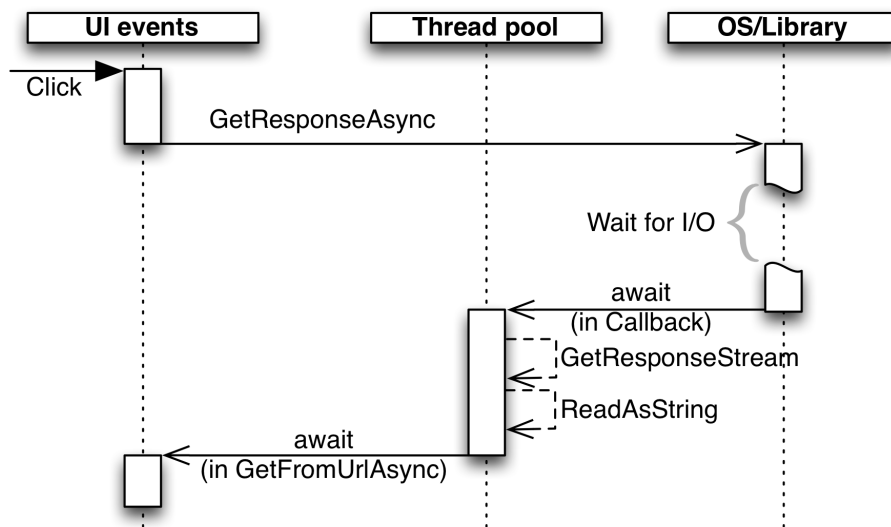 UI events
Thread pool
OS/Library
Click
GetResponseAsync
Wait for I/O
await
(in Callback)
GetResponseStream
ReadAsString
await
(in GetFromUrlAsync)